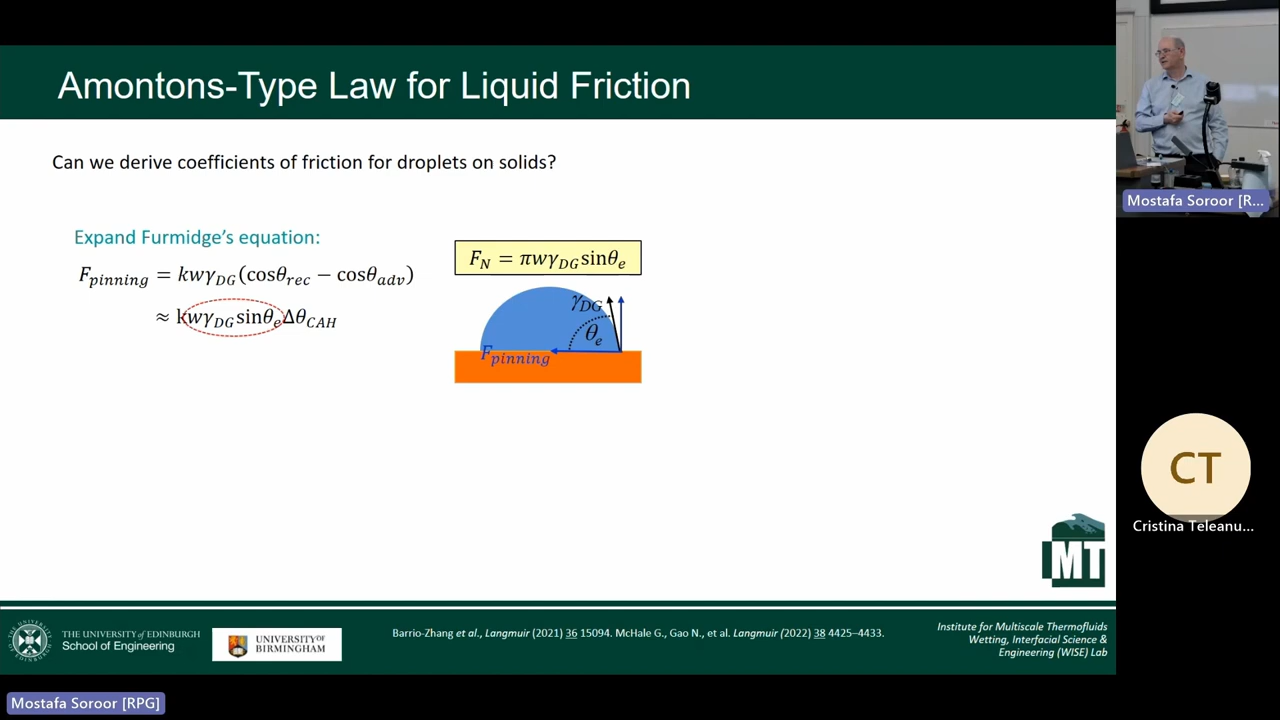 Amontons-Type Law for Liquid Friction
Can we derive coefficients of friction for droplets on solids?
Expand Furmidge's equation:
F_pinning = kwγ_DG(cosθ_rec − cosθ_adv)
≈ kwγ_DG sinθ_e Δθ_CAH
F_N = πwγ_DG sinθ_e
γ_DG
θ_e
F_pinning
MT
THE UNIVERSITY of EDINBURGH
School of Engineering
UNIVERSITY OF
BIRMINGHAM
Barrio-Zhang et al., Langmuir (2021) 36 15094. McHale G., Gao N., et al. Langmuir (2022) 38 4425–4433.
Institute for Multiscale Thermofluids
Wetting, Interfacial Science &
Engineering (WISE) Lab
Mostafa Soroor [R...
CT
Cristina Teleanu...
Mostafa Soroor [RPG]